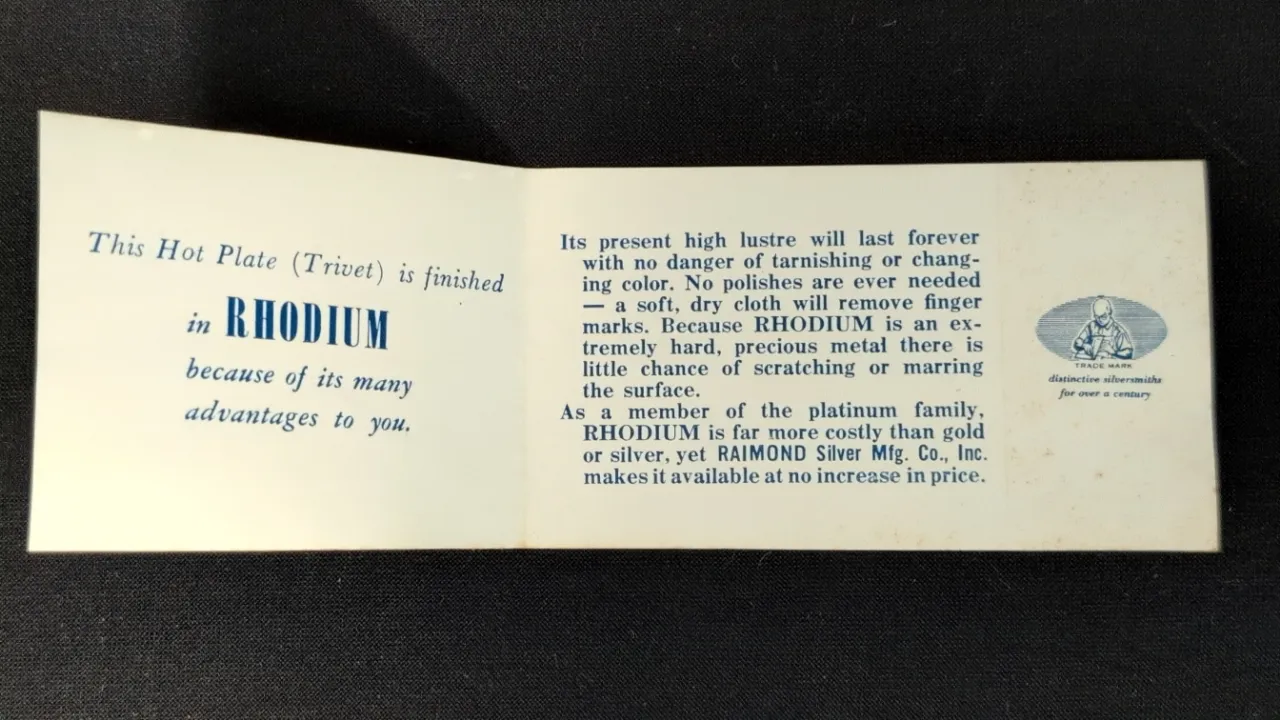 This Hot Plate (Trivet) is finished
in RHODIUM
because of its many
advantages to you.
Its present high lustre will last forever
with no danger of tarnishing or chang-
ing color. No polishes are ever needed
— a soft, dry cloth will remove finger
marks. Because RHODIUM is an ex-
tremely hard, precious metal there is
little chance of scratching or marring
the surface.
As a member of the platinum family,
RHODIUM is far more costly than gold
or silver, yet RAIMOND Silver Mfg. Co., Inc.
makes it available at no increase in price.
TRADE MARK
distinctive silversmiths
for over a century